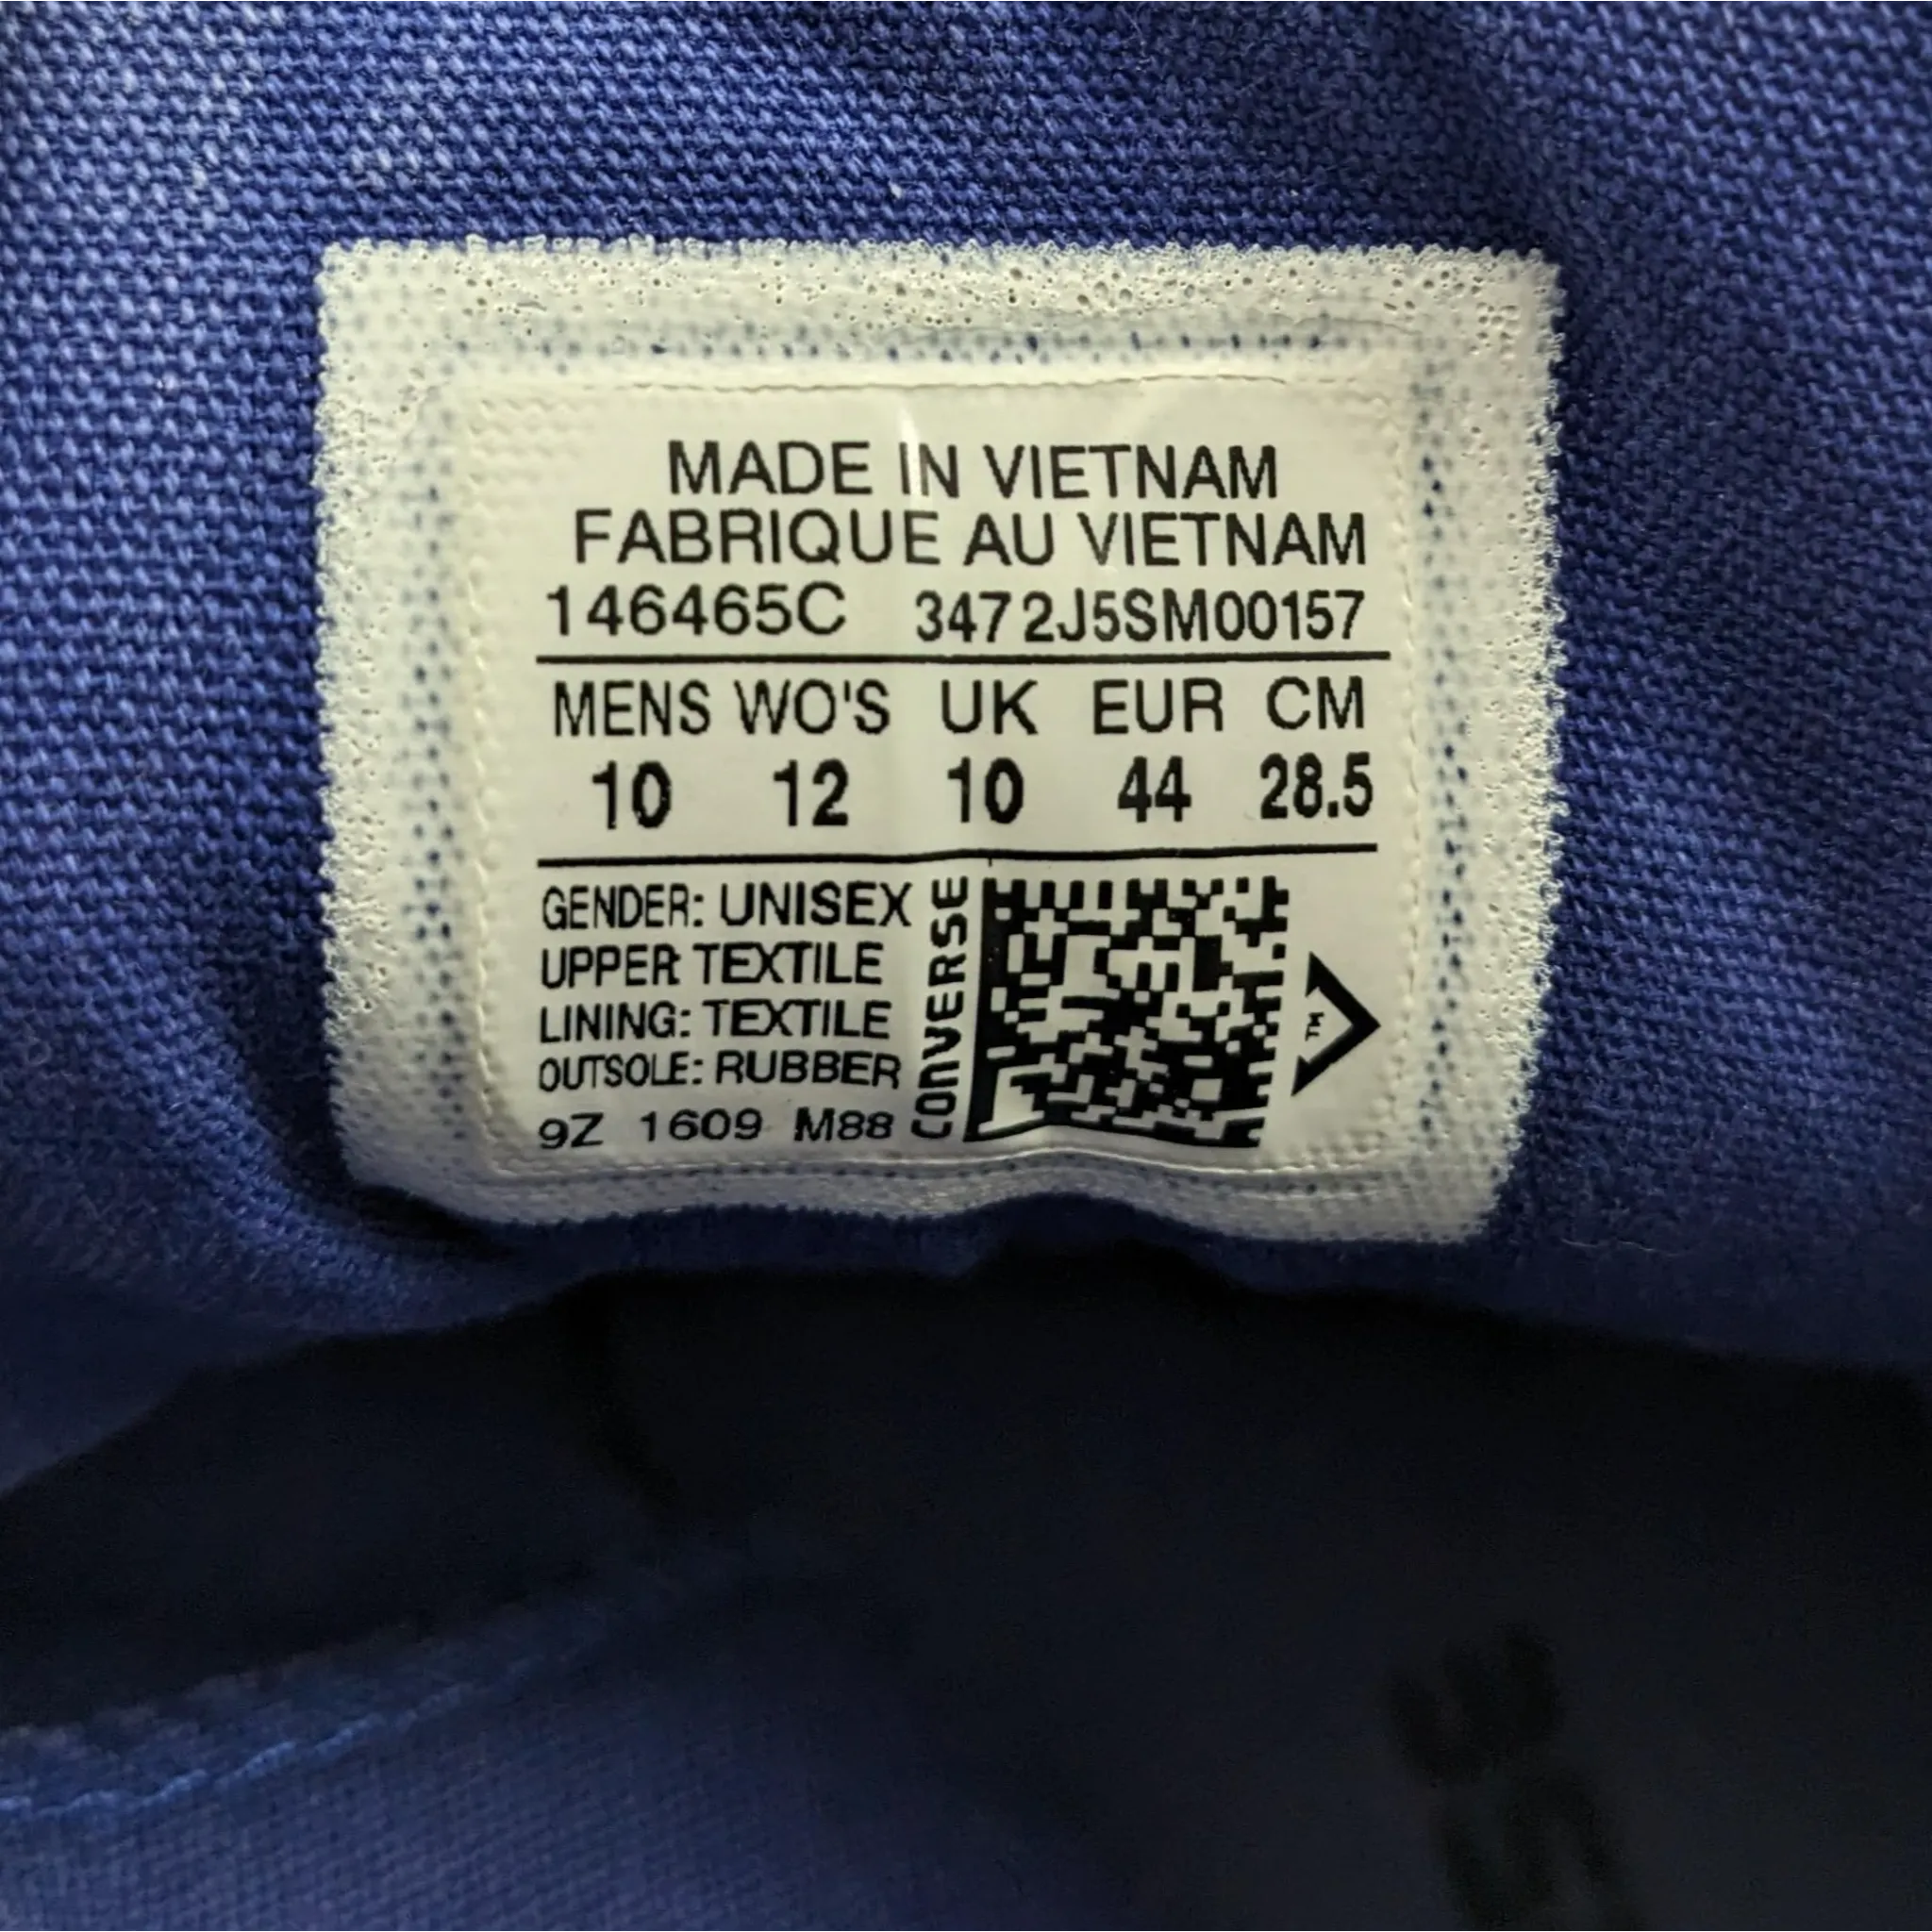 MADE IN VIETNAM
FABRIQUE AU VIETNAM
146465C 3472J5SM00157
MENS WO'S UK EUR CM
10 12 10 44 28.5
GENDER: UNISEX
UPPER TEXTILE
LINING: TEXTILE
OUTSOLE: RUBBER
9Z 1609 M88
CONVERSE
TM